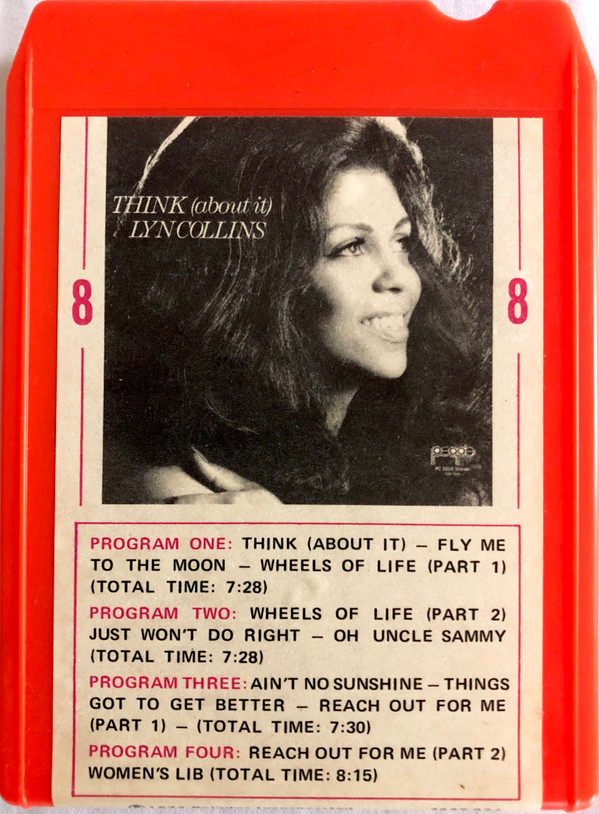 THINK (about it)
LYN COLLINS
8
8
people
PROGRAM ONE: THINK (ABOUT IT) – FLY ME
TO THE MOON – WHEELS OF LIFE (PART 1)
(TOTAL TIME: 7:28)
PROGRAM TWO: WHEELS OF LIFE (PART 2)
JUST WON'T DO RIGHT – OH UNCLE SAMMY
(TOTAL TIME: 7:28)
PROGRAM THREE: AIN'T NO SUNSHINE – THINGS
GOT TO GET BETTER – REACH OUT FOR ME
(PART 1) – (TOTAL TIME: 7:30)
PROGRAM FOUR: REACH OUT FOR ME (PART 2)
WOMEN'S LIB (TOTAL TIME: 8:15)